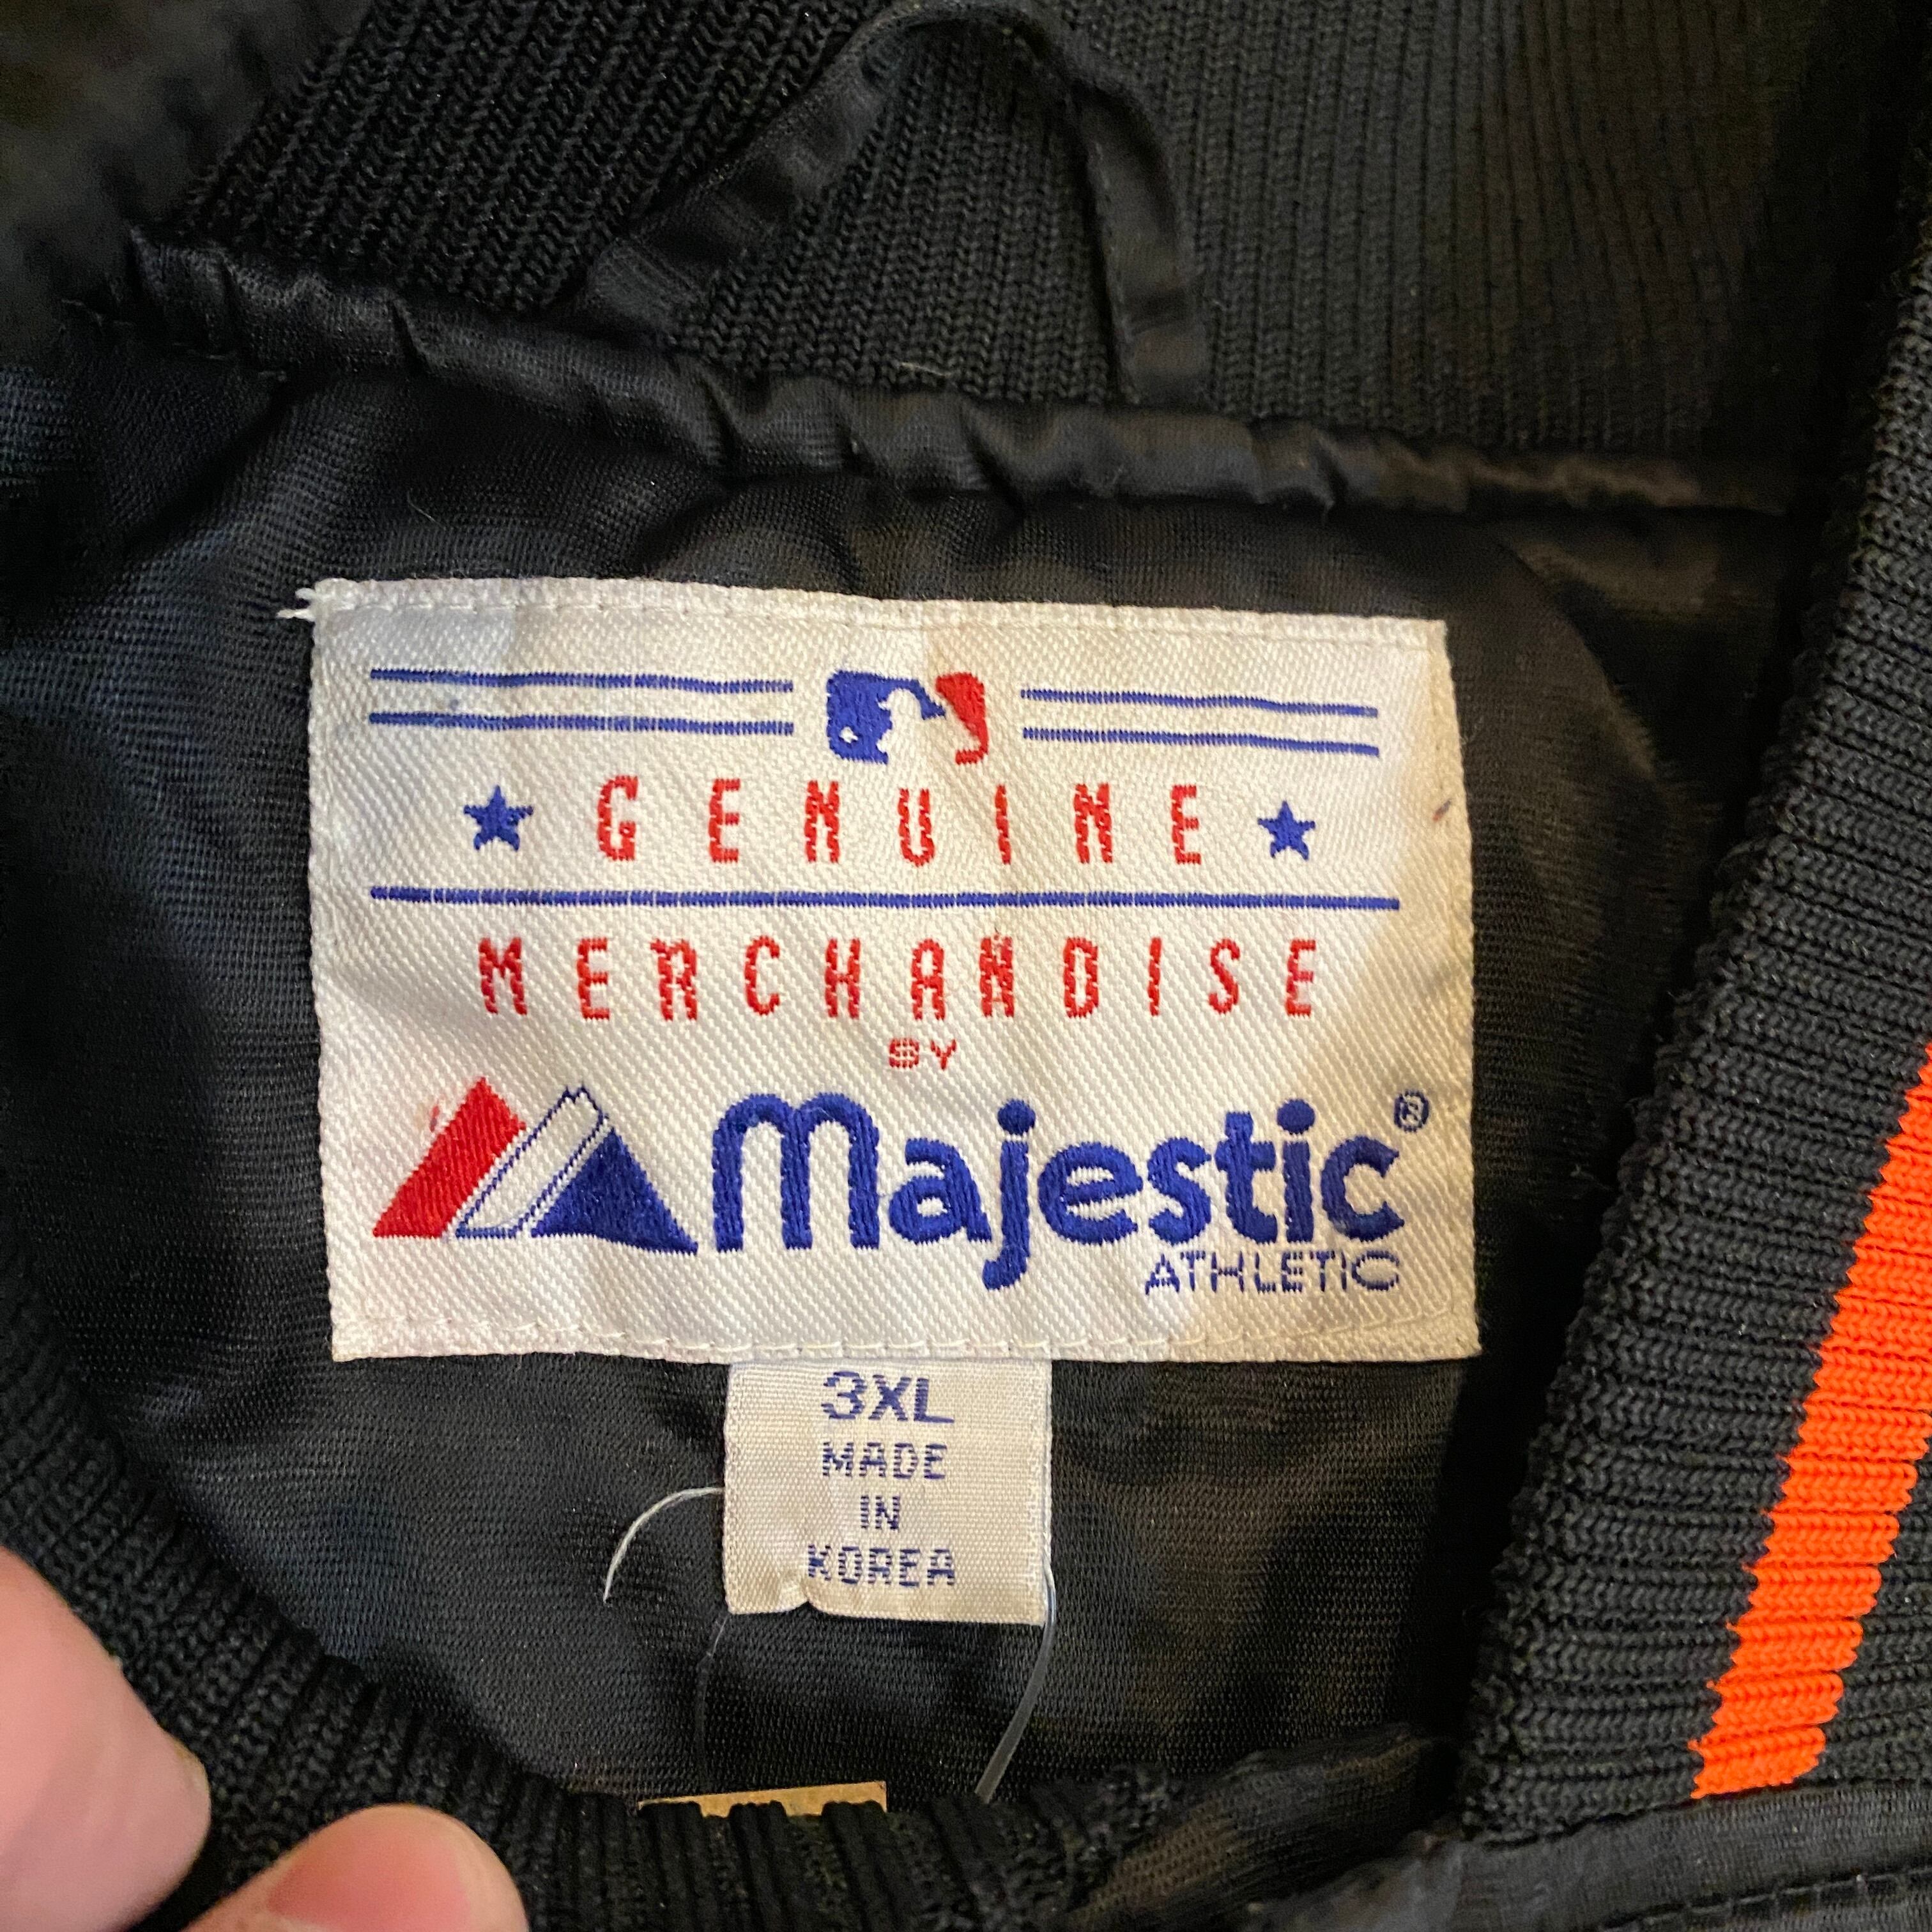 GENUINE
MERCHANDISE
BY
Majestic®
ATHLETIC
3XL
MADE
IN
KOREA